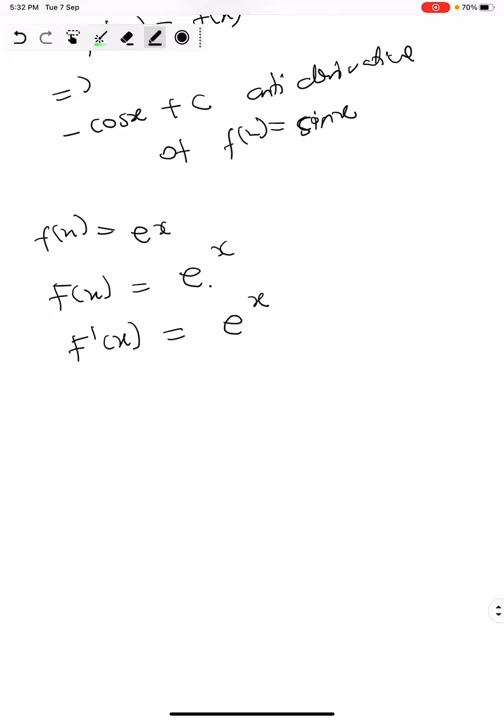 5:32 PM Tue 7 Sep
70%
f(x)
=>
- cosx + C anti derivative
of f(x) = sinx
f(x) = e^x
F(x) = e^x
F'(x) = e^x